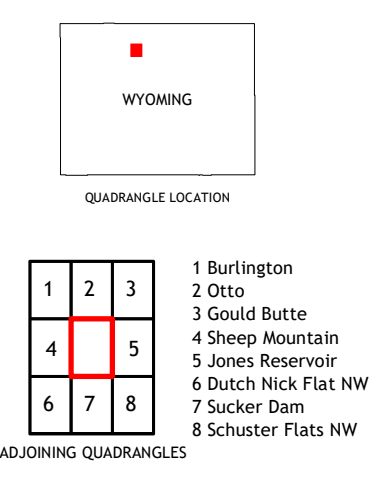 WYOMING
QUADRANGLE LOCATION
1 2 3
4 5
6 7 8
1 Burlington
2 Otto
3 Gould Butte
4 Sheep Mountain
5 Jones Reservoir
6 Dutch Nick Flat NW
7 Sucker Dam
8 Schuster Flats NW
ADJOINING QUADRANGLES